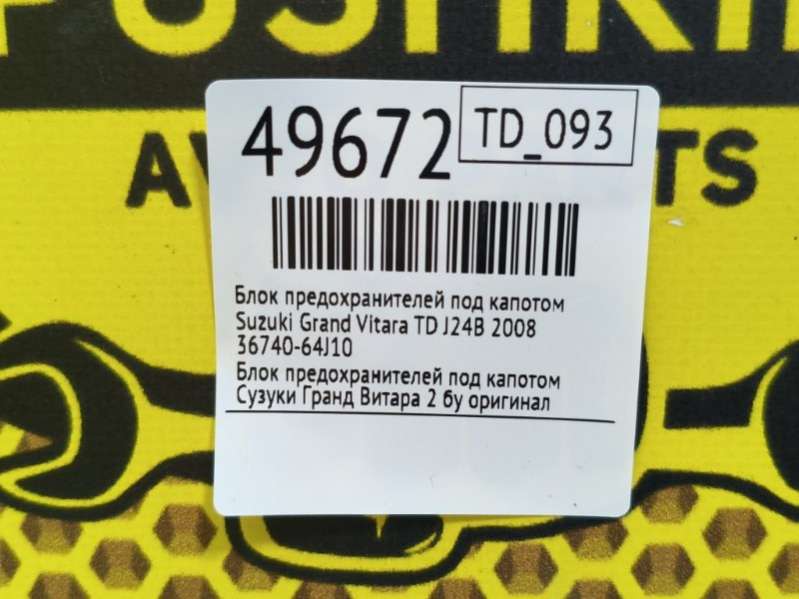 49672
TD_093
Блок предохранителей под капотом
Suzuki Grand Vitara TD J24B 2008
36740-64J10
Блок предохранителей под капотом
Сузуки Гранд Витара 2 бу оригинал